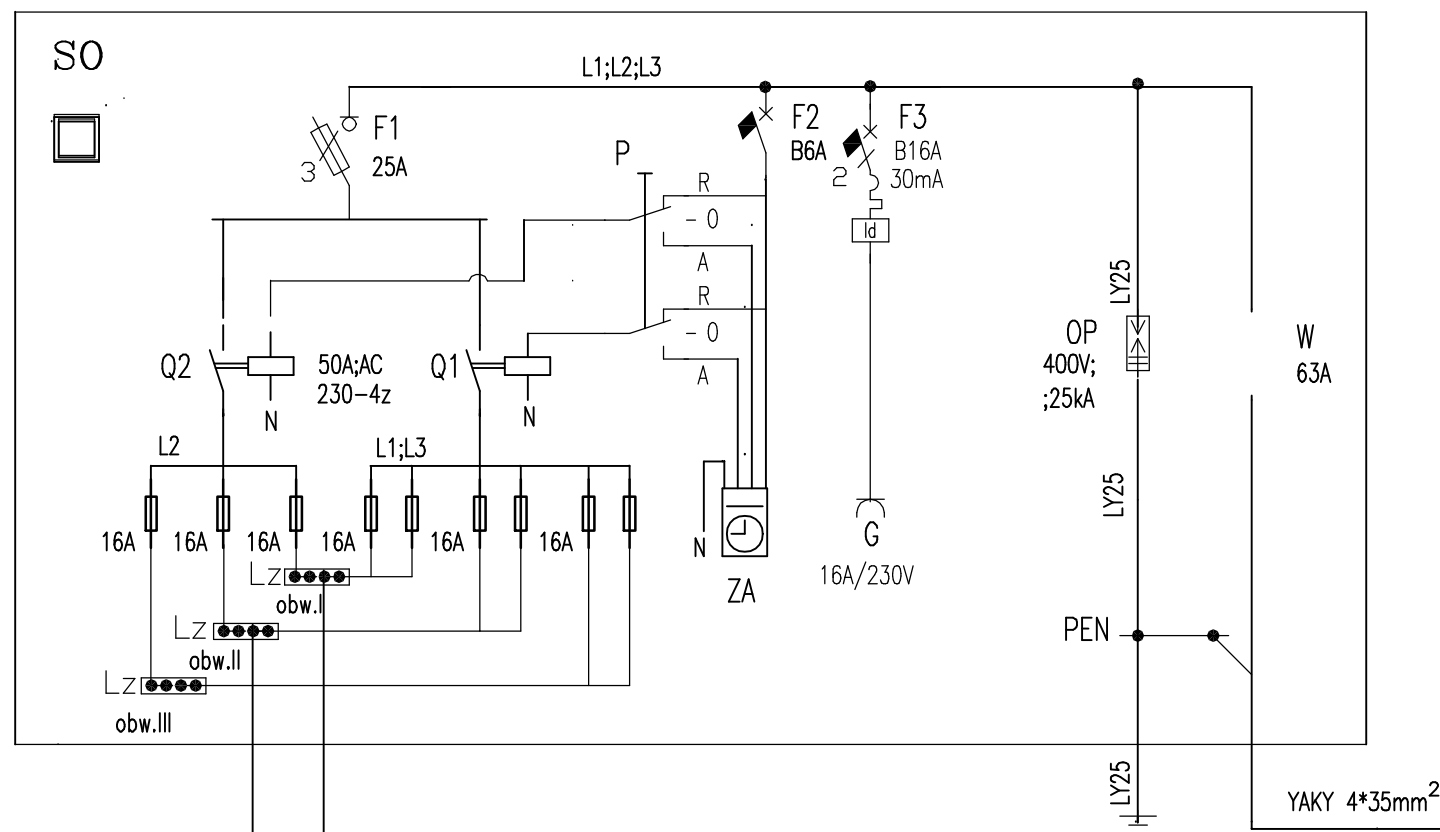 SO
L1;L2;L3
F1
25A
3
P
F2
B6A
F3
B16A
30mA
2
Id
R
- 0
A
R
- 0
A
LY25
OP
400V;
;25kA
W
63A
Q2
50A;AC
230-4z
N
Q1
N
L2
L1;L3
16A
16A
16A
16A
16A
LY25
N
ZA
G
16A/230V
Lz
obw.I
Lz
obw.II
Lz
obw.III
PEN
LY25
YAKY 4*35mm²